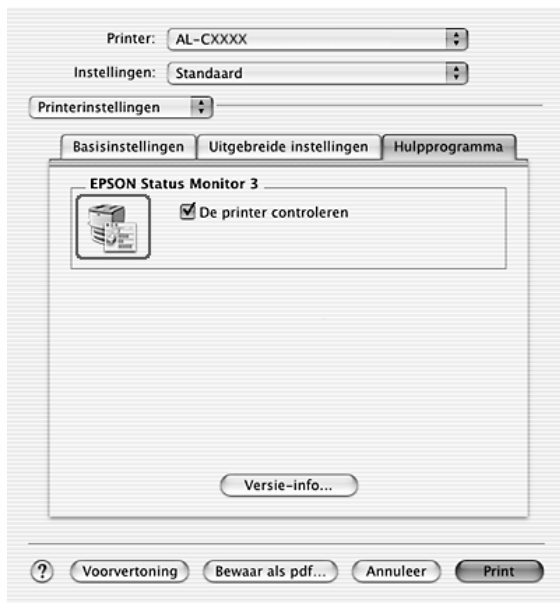 Printer: AL-CXXXX
Instellingen: Standaard
Printerinstellingen
Basisinstellingen Uitgebreide instellingen Hulpprogramma
EPSON Status Monitor 3
De printer controleren
Versie-info...
? Voorvertoning Bewaar als pdf... Annuleer Print